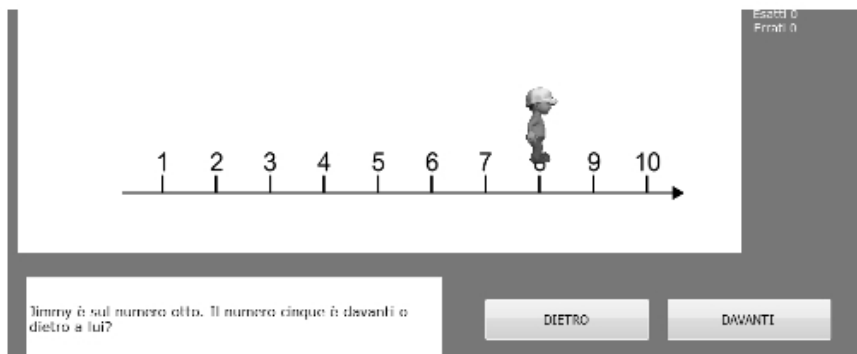 Esatti 0
Errati 0
1 2 3 4 5 6 7 8 9 10
Jimmy è sul numero otto. Il numero cinque è davanti o
dietro a lui?
DIETRO
DAVANTI